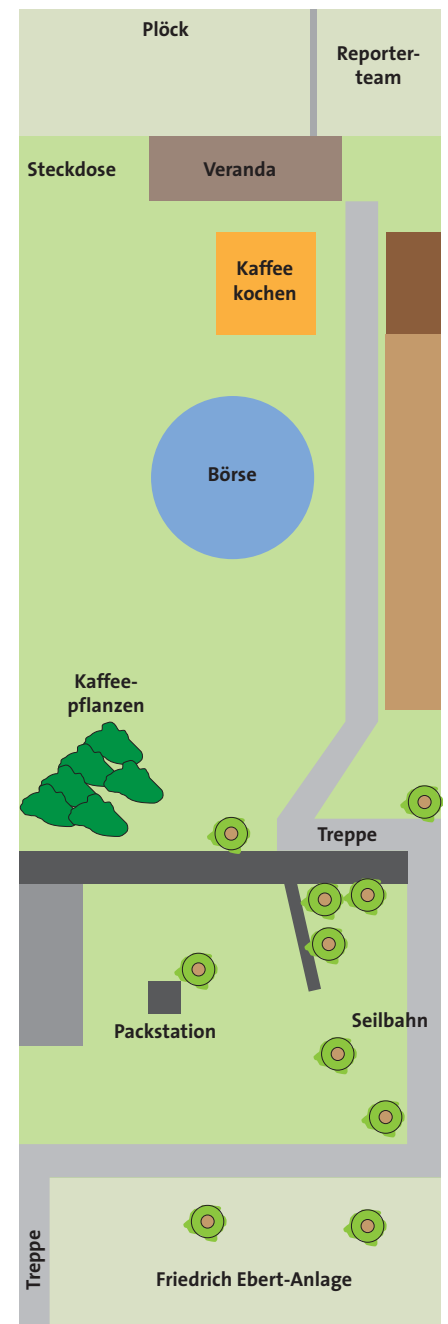 Plöck
Reporter-
team
Steckdose
Veranda
Kaffee
kochen
Börse
Kaffee-
pflanzen
Treppe
Seilbahn
Packstation
Treppe
Friedrich Ebert-Anlage